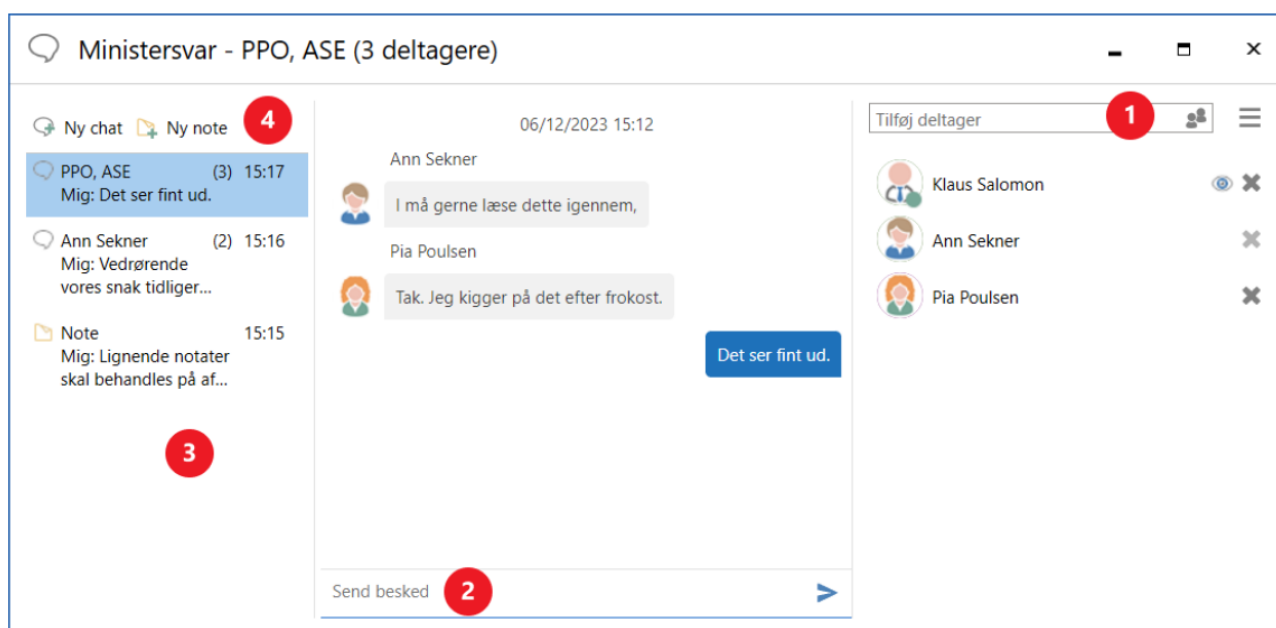 Ministersvar - PPO, ASE (3 deltagere)
Ny chat
Ny note
4
PPO, ASE (3) 15:17
Mig: Det ser fint ud.
Ann Sekner (2) 15:16
Mig: Vedrørende
vores snak tidliger...
Note 15:15
Mig: Lignende notater
skal behandles på af...
3
06/12/2023 15:12
Ann Sekner
I må gerne læse dette igennem,
Pia Poulsen
Tak. Jeg kigger på det efter frokost.
Det ser fint ud.
Send besked
2
Tilføj deltager
1
Klaus Salomon
Ann Sekner
Pia Poulsen